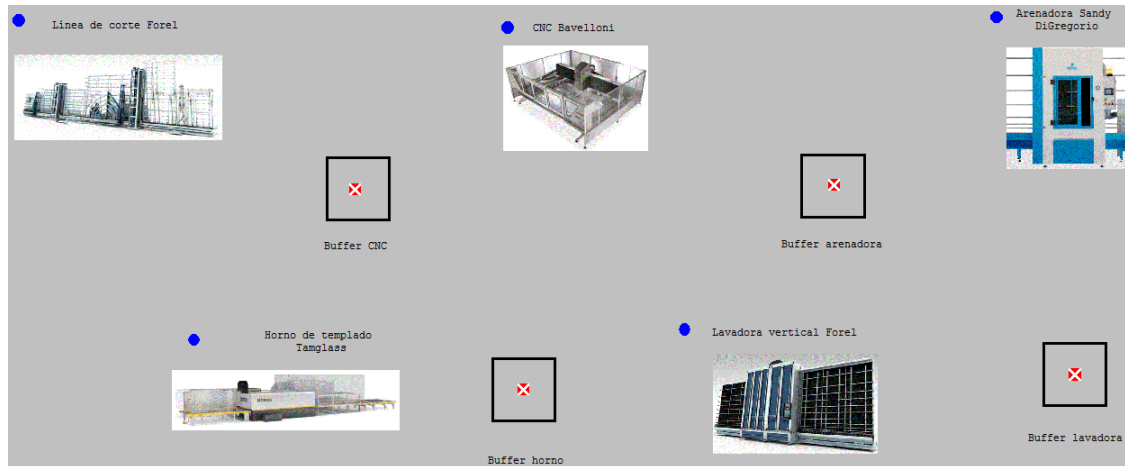 Linea de corte Forel
CNC Bavelloni
Arenadora Sandy
DiGregorio
Buffer CNC
Buffer arenadora
Horno de templado
Tamglass
Lavadora vertical Forel
Buffer horno
Buffer lavadora